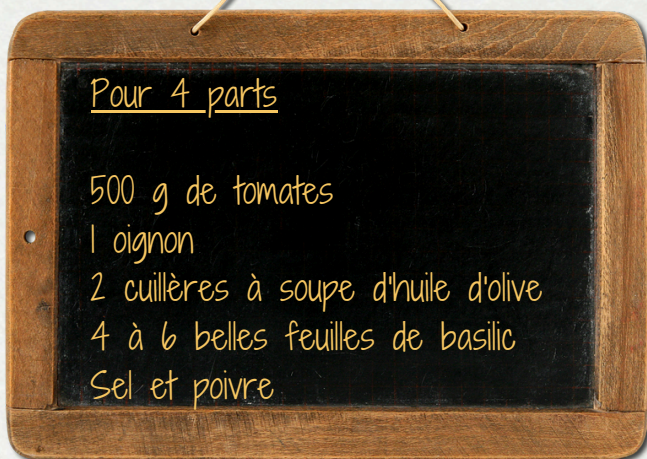 Pour 4 parts
500 g de tomates
1 oignon
2 cuillères à soupe d'huile d'olive
4 à 6 belles feuilles de basilic
Sel et poivre